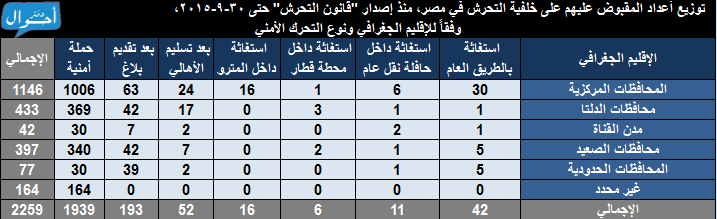 دفتر أحوال
توزيع أعداد المقبوض عليهم على خلفية التحرش في مصر، منذ إصدار "قانون التحرش" حتى ٣٠-٩-٢٠١٥،
وفقاً للإقليم الجغرافي ونوع التحرك الأمني
الإقليم الجغرافي استغاثة بالطريق العام استغاثة داخل حافلة نقل عام استغاثة داخل محطة قطار استغاثة داخل المترو بعد تسليم الأهالي بعد تقديم بلاغ حملة أمنية الإجمالي
المحافظات المركزية 30 6 1 16 24 63 1006 1146
محافظات الدلتا 1 1 3 0 17 42 369 433
مدن القناة 1 2 0 0 2 7 30 42
محافظات الصعيد 5 1 2 0 7 42 340 397
المحافظات الحدودية 5 1 0 0 2 39 30 77
غير محدد 0 0 0 0 0 0 164 164
الإجمالي 42 11 6 16 52 193 1939 2259